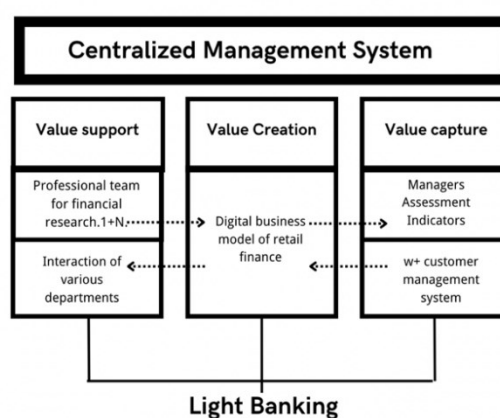 Centralized Management System
Value support
Value Creation
Value capture
Professional team
for financial
research.1+N.
Interaction of
various
departments
Digital business
model of retail
finance
Managers
Assessment
Indicators
w+ customer
management
system
Light Banking